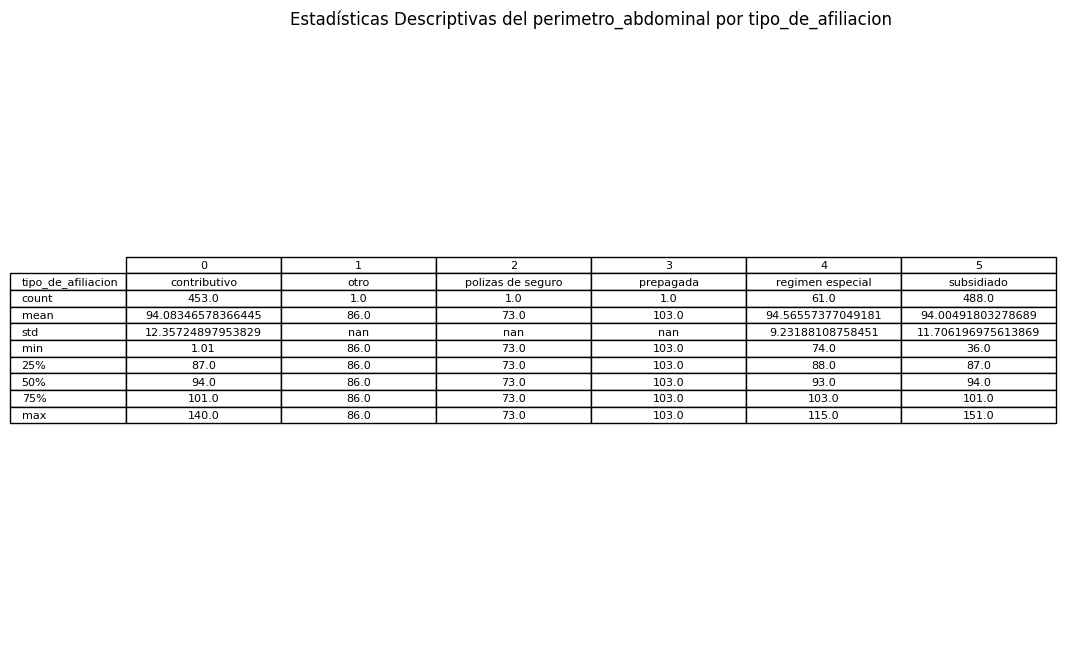 Estadísticas Descriptivas del perimetro_abdominal por tipo_de_afiliacion
0 1 2 3 4 5
tipo_de_afiliacion contributivo otro polizas de seguro prepagada regimen especial subsidiado
count 453.0 1.0 1.0 1.0 61.0 488.0
mean 94.08346578366445 86.0 73.0 103.0 94.56557377049181 94.00491803278689
std 12.35724897953829 nan nan nan 9.23188108758451 11.706196975613869
min 1.01 86.0 73.0 103.0 74.0 36.0
25% 87.0 86.0 73.0 103.0 88.0 87.0
50% 94.0 86.0 73.0 103.0 93.0 94.0
75% 101.0 86.0 73.0 103.0 103.0 101.0
max 140.0 86.0 73.0 103.0 115.0 151.0